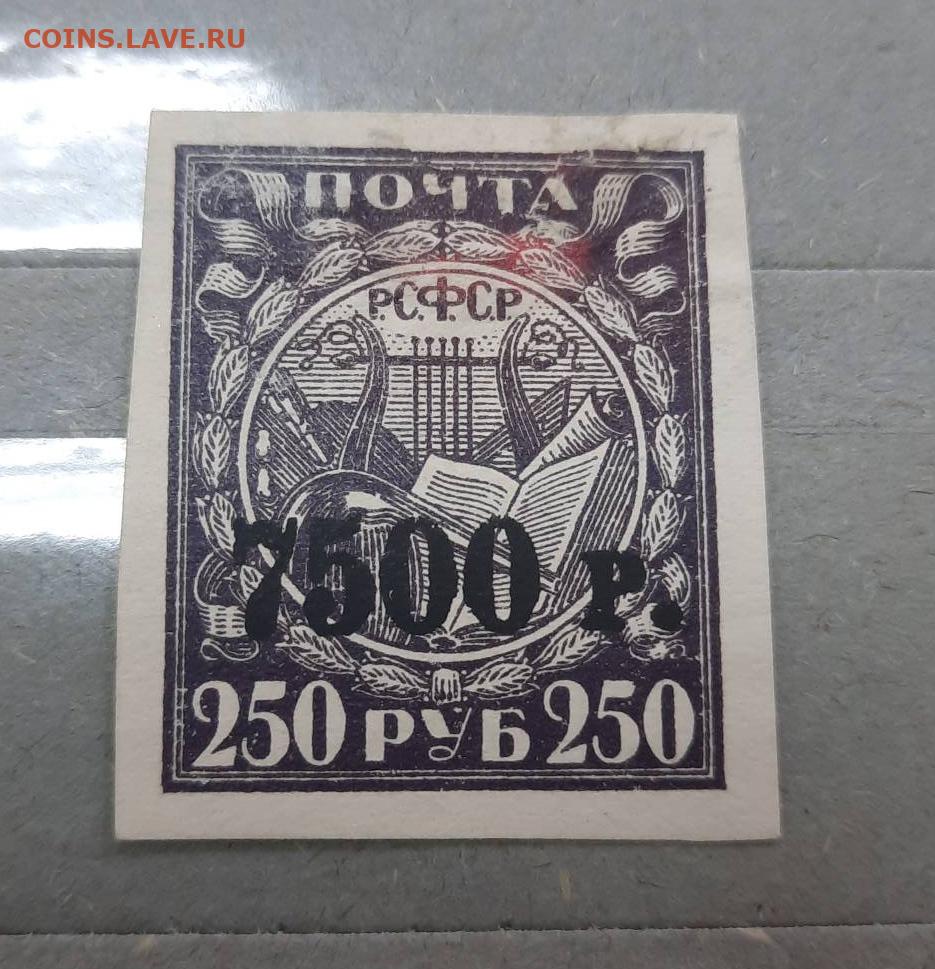 COINS.LAVE.RU
ПОЧТА
Р.С.Ф.С.Р
7500 р.
250 РУБ 250